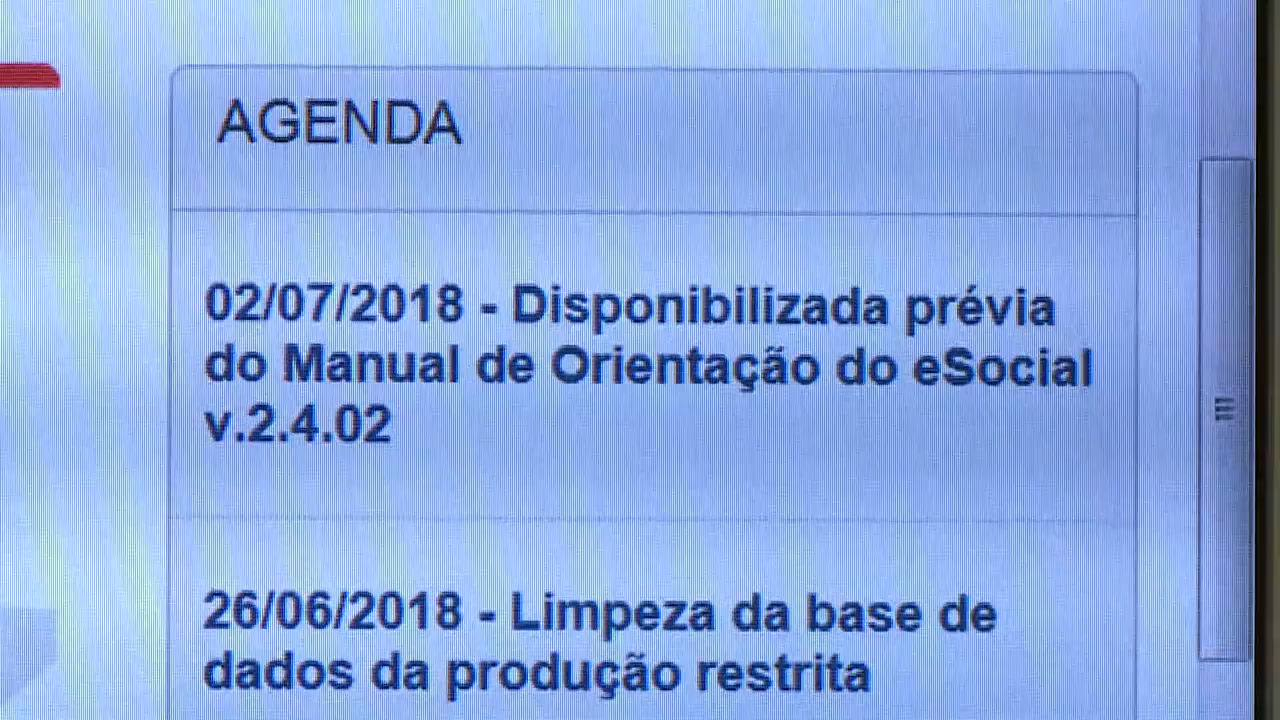 AGENDA
02/07/2018 - Disponibilizada prévia
do Manual de Orientação do eSocial
v.2.4.02
26/06/2018 - Limpeza da base de
dados da produção restrita